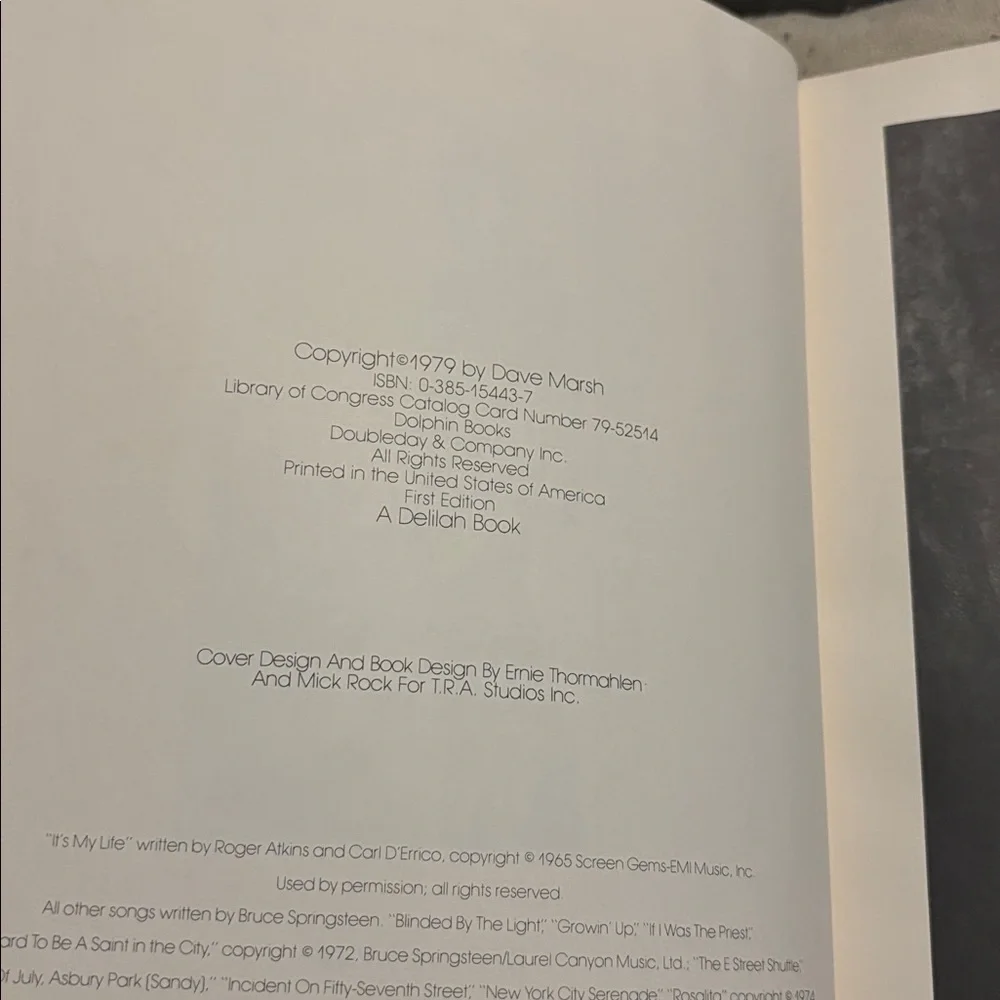 Copyright©1979 by Dave Marsh
ISBN: 0-385-15443-7
Library of Congress Catalog Card Number 79-52514
Dolphin Books
Doubleday & Company Inc.
All Rights Reserved
Printed in the United States of America
First Edition
A Delilah Book
Cover Design And Book Design By Ernie Thormahlen
And Mick Rock For T.R.A. Studios Inc.
"It's My Life" written by Roger Atkins and Carl D'Errico, copyright © 1965 Screen Gems-EMI Music, Inc.
Used by permission; all rights reserved.
All other songs written by Bruce Springsteen. "Blinded By The Light," "Growin' Up," "If I Was The Priest,"
ard To Be A Saint in the City," copyright © 1972, Bruce Springsteen/Laurel Canyon Music, Ltd.; "The E Street Shuffle,"
Of July, Asbury Park (Sandy)," "Incident On Fifty-Seventh Street," "New York City Serenade" "Rosalita" copyright © 1974